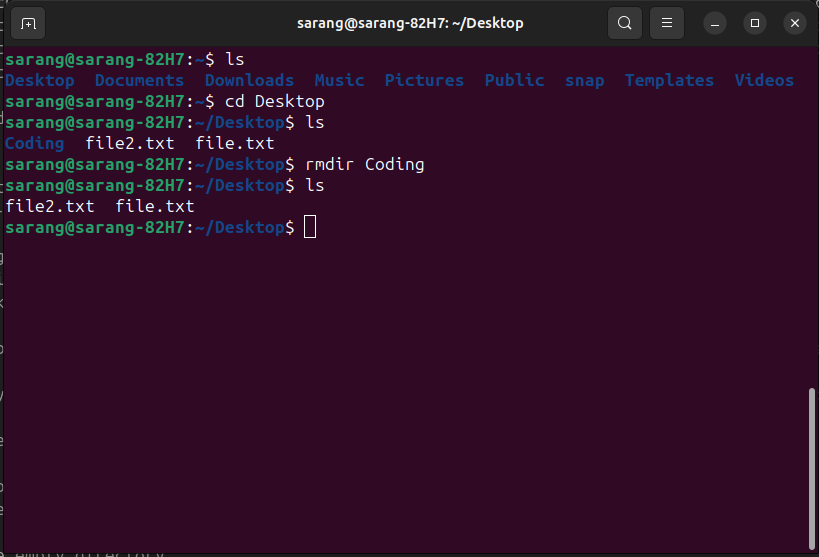 sarang@sarang-82H7: ~/Desktop
sarang@sarang-82H7:~$ ls
Desktop  Documents  Downloads  Music  Pictures  Public  snap  Templates  Videos
sarang@sarang-82H7:~$ cd Desktop
sarang@sarang-82H7:~/Desktop$ ls
Coding  file2.txt  file.txt
sarang@sarang-82H7:~/Desktop$ rmdir Coding
sarang@sarang-82H7:~/Desktop$ ls
file2.txt  file.txt
sarang@sarang-82H7:~/Desktop$